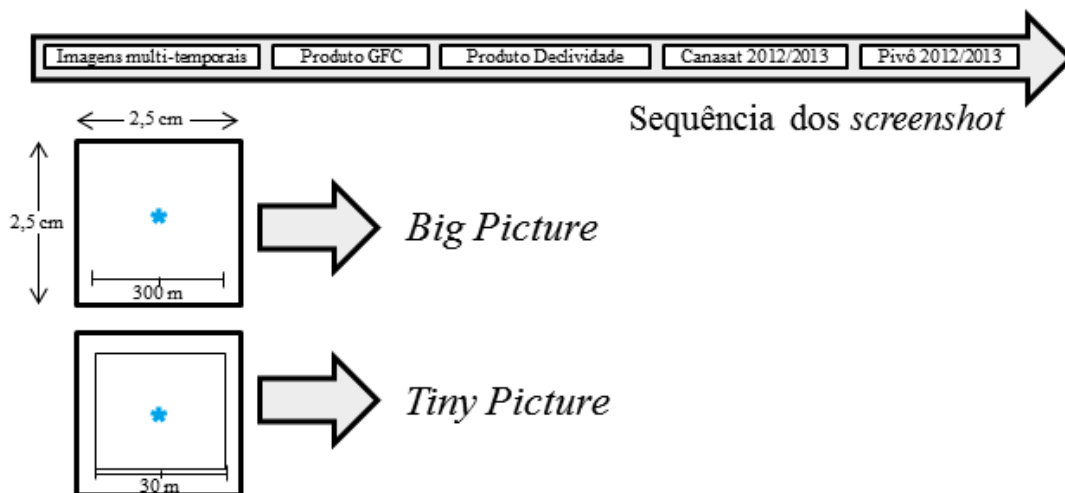 Imagens multi-temporais
Produto GFC
Produto Declividade
Canasat 2012/2013
Pivô 2012/2013
Sequência dos screenshot
2,5 cm
2,5 cm
Big Picture
300 m
Tiny Picture
30 m